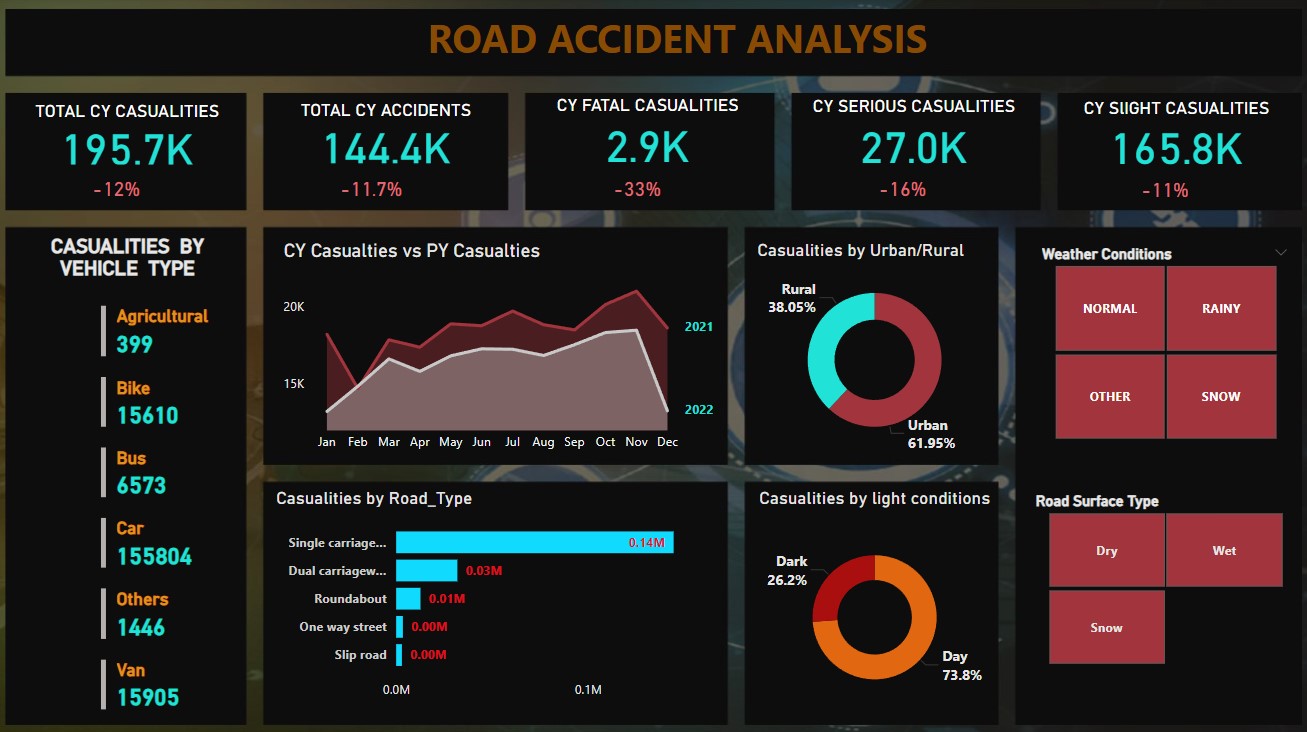 ROAD ACCIDENT ANALYSIS
TOTAL CY CASUALITIES
195.7K
-12%
TOTAL CY ACCIDENTS
144.4K
-11.7%
CY FATAL CASUALITIES
2.9K
-33%
CY SERIOUS CASUALITIES
27.0K
-16%
CY SlIGHT CASUALITIES
165.8K
-11%
CASUALITIES BY
VEHICLE TYPE
Agricultural
399
Bike
15610
Bus
6573
Car
155804
Others
1446
Van
15905
CY Casualties vs PY Casualties
20K
15K
2021
2022
Jan Feb Mar Apr May Jun Jul Aug Sep Oct Nov Dec
Casualities by Urban/Rural
Rural
38.05%
Urban
61.95%
Weather Conditions
NORMAL
RAINY
OTHER
SNOW
Casualities by Road_Type
Single carriage...
0.14M
Dual carriagew...
0.03M
Roundabout
0.01M
One way street
0.00M
Slip road
0.00M
0.0M 0.1M
Casualities by light conditions
Dark
26.2%
Day
73.8%
Road Surface Type
Dry
Wet
Snow